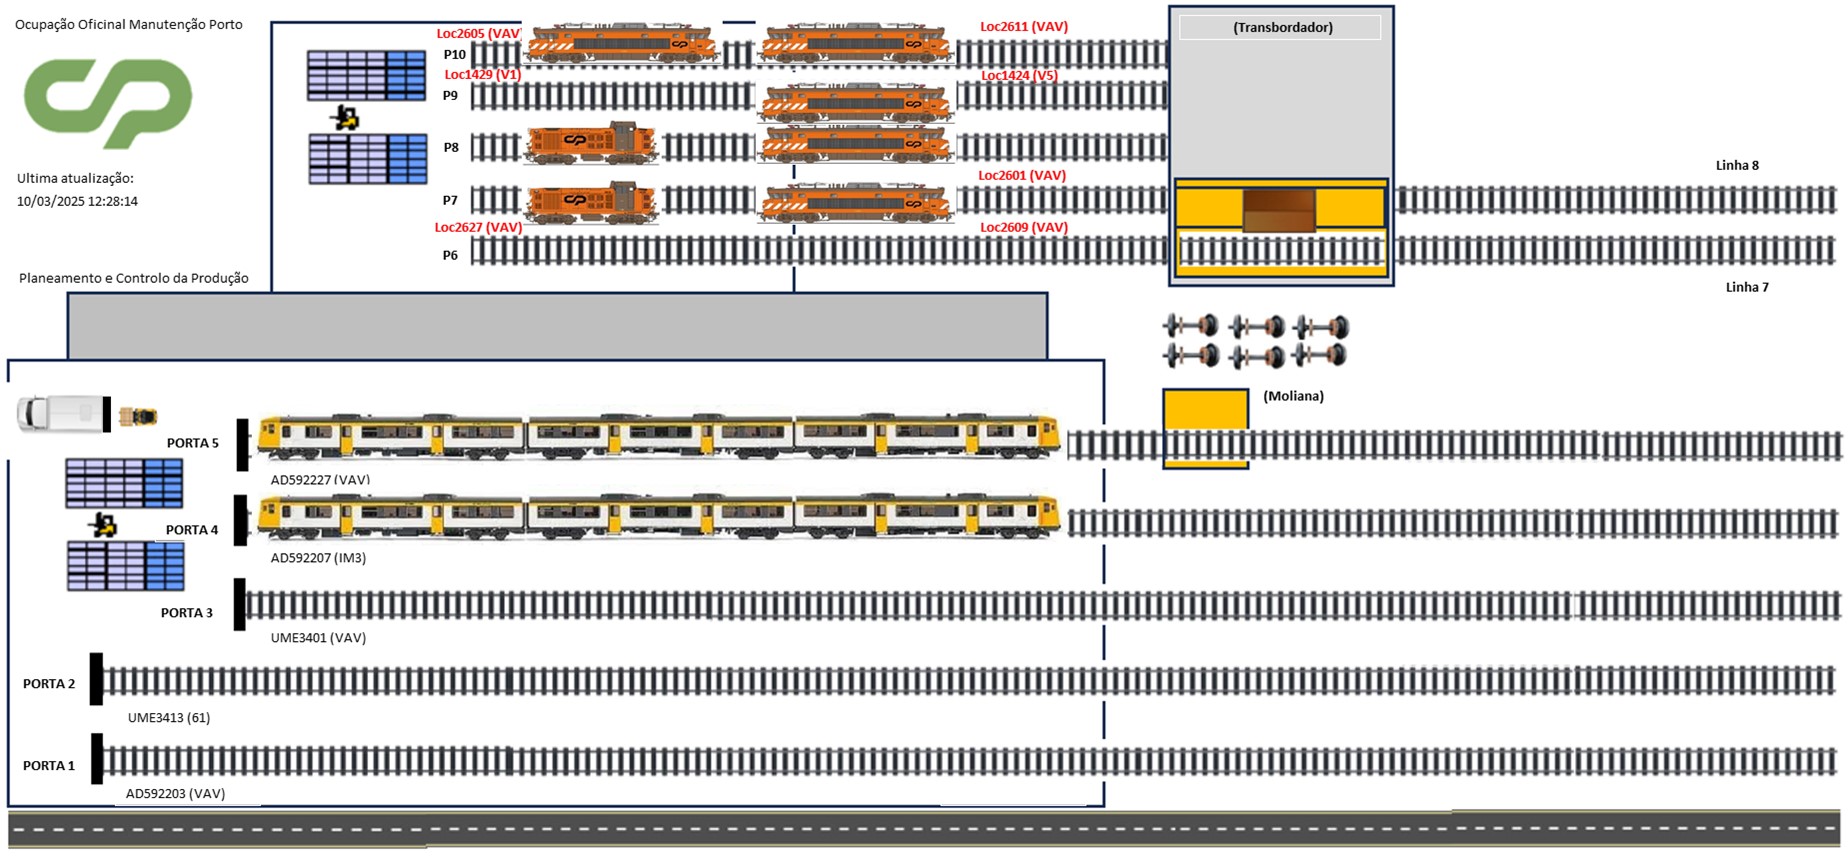 Ocupação Oficinal Manutenção Porto
Ultima atualização:
10/03/2025 12:28:14
Planeamento e Controlo da Produção
Loc2605 (VAV)
Loc2611 (VAV)
P10
Loc1429 (V1)
Loc1424 (V5)
P9
P8
Loc2601 (VAV)
P7
Loc2627 (VAV)
Loc2609 (VAV)
P6
(Transbordador)
Linha 8
Linha 7
(Moliana)
PORTA 5
AD592227 (VAV)
PORTA 4
AD592207 (IM3)
PORTA 3
UME3401 (VAV)
PORTA 2
UME3413 (61)
PORTA 1
AD592203 (VAV)